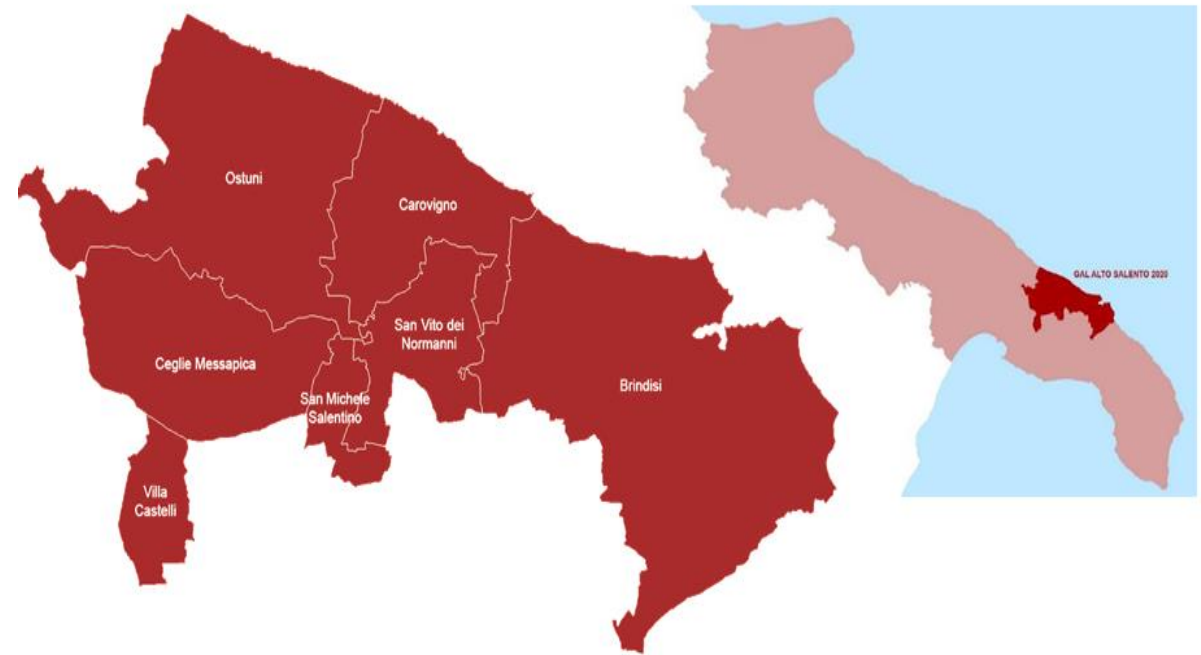 Ostuni
Carovigno
GAL ALTO SALENTO 2020
San Vito dei
Normanni
Ceglie Messapica
Brindisi
San Michele
Salentino
Villa
Castelli